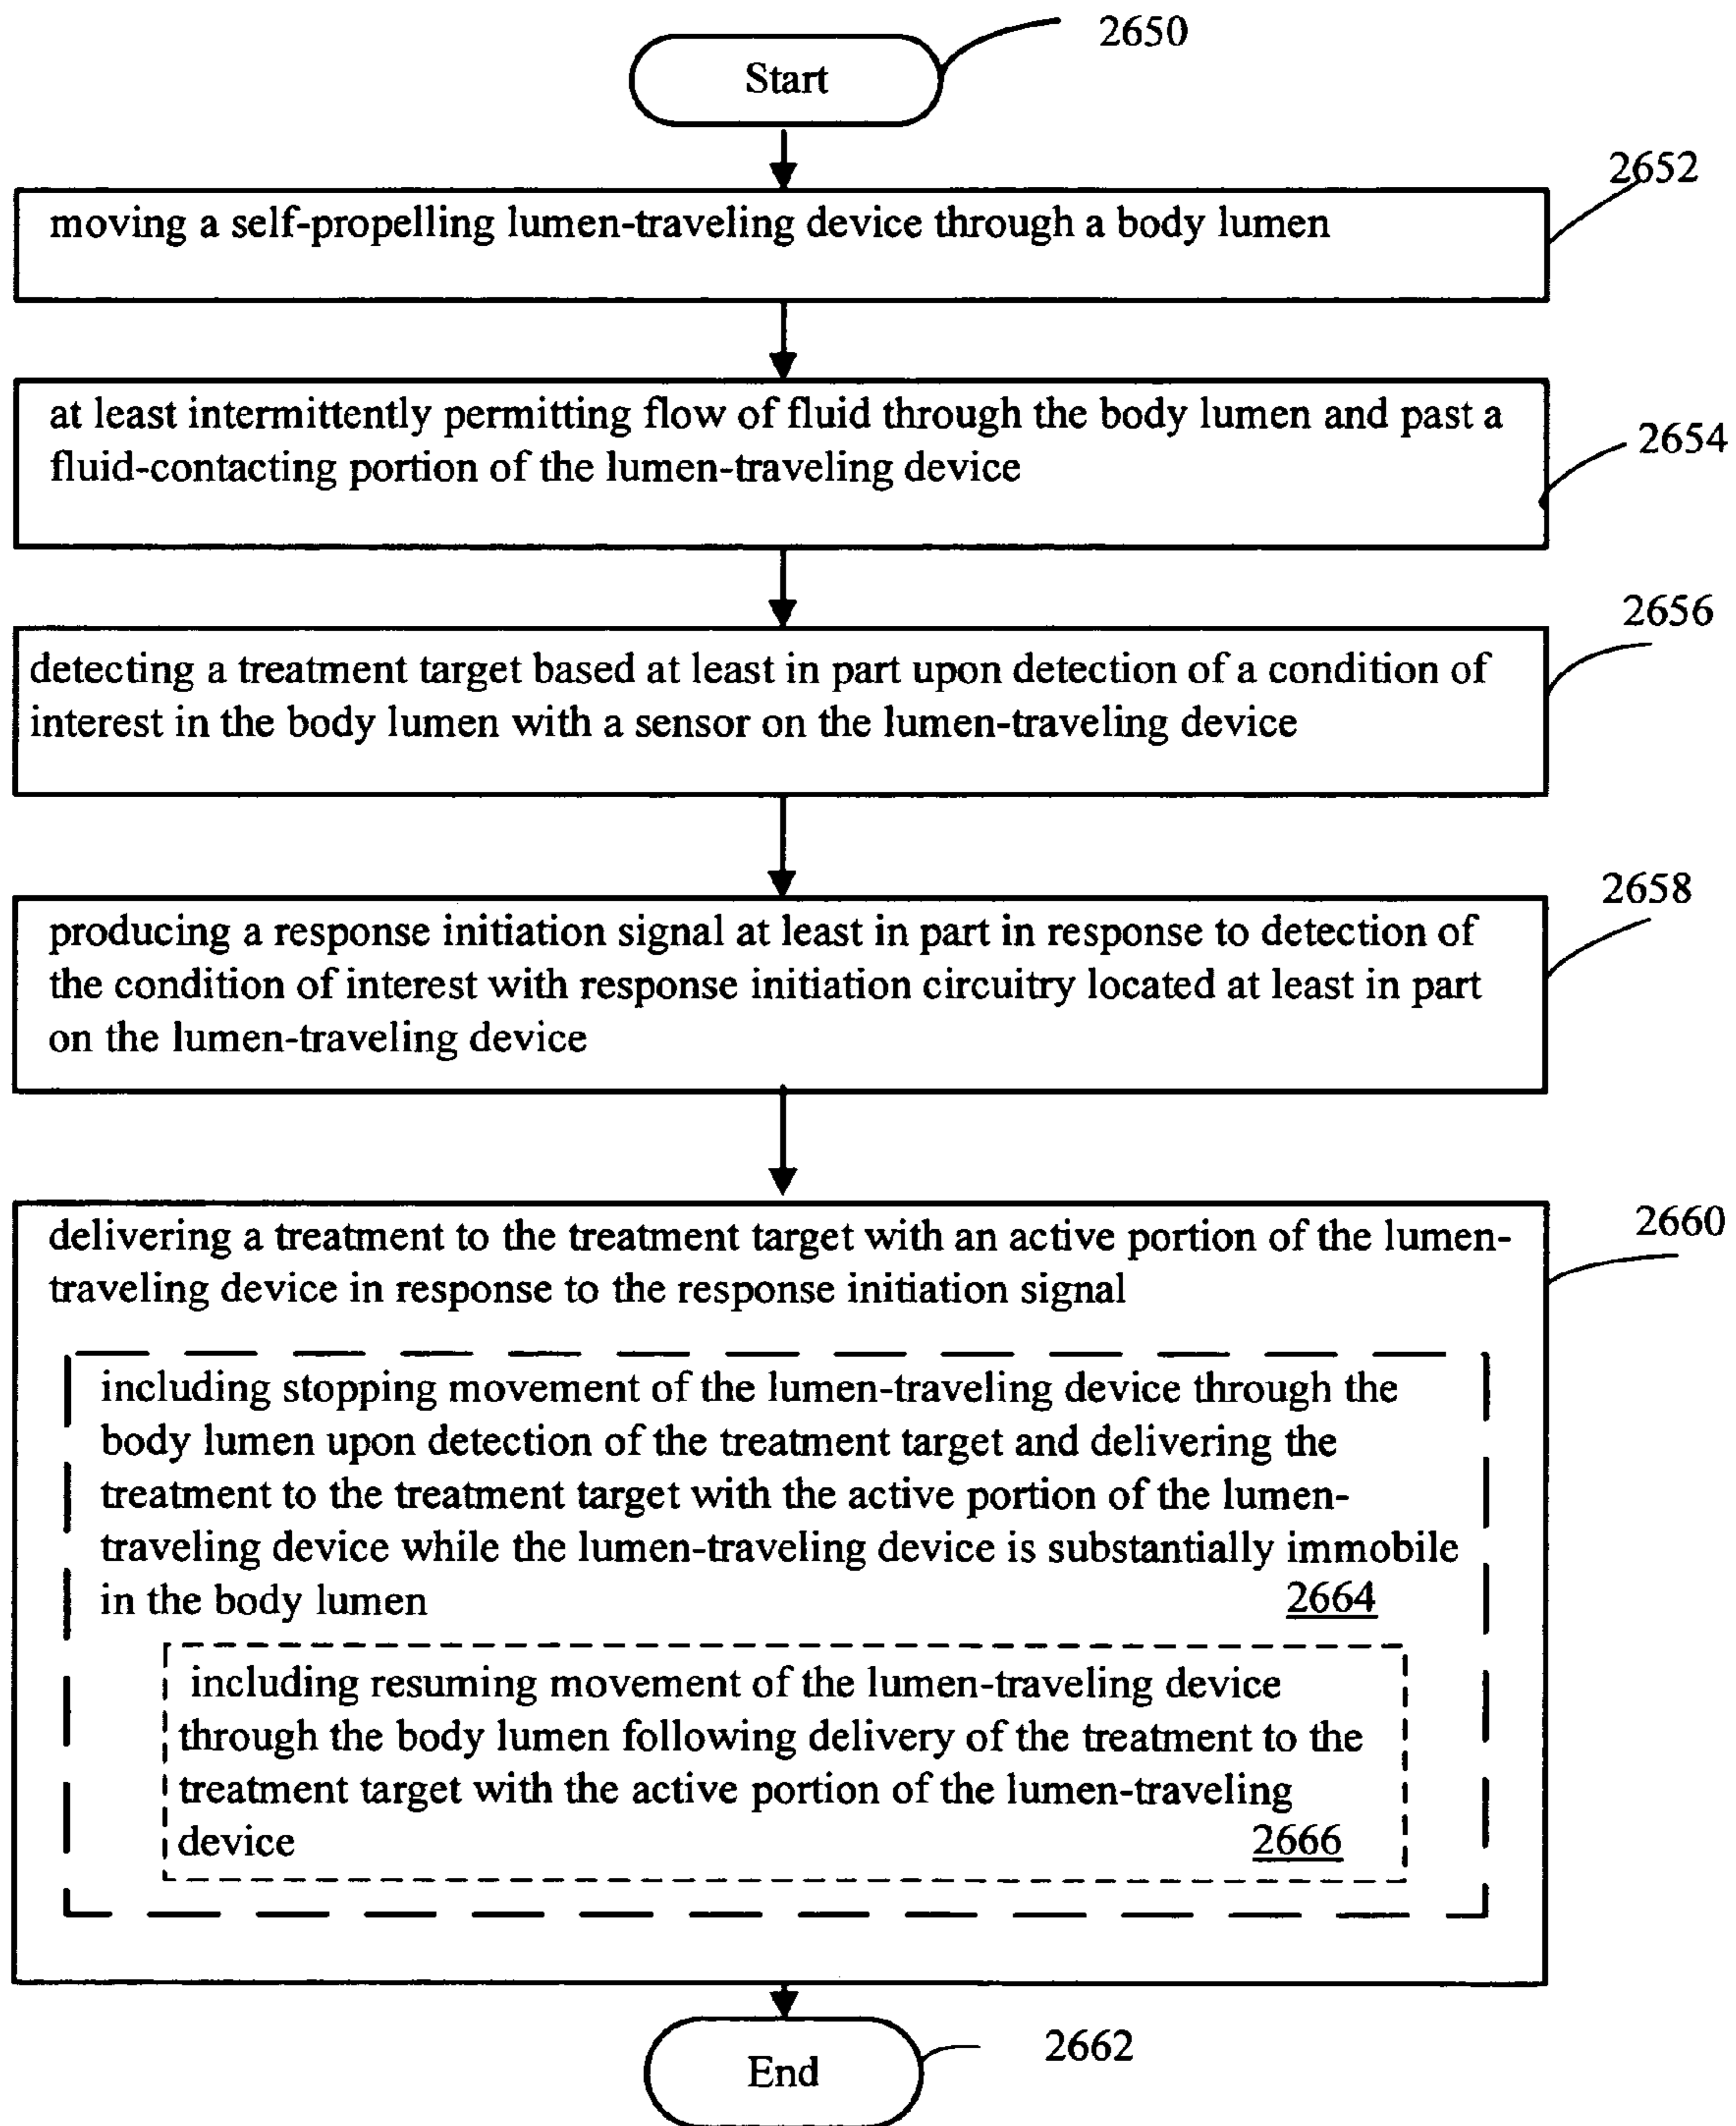 2650
Start
2652
moving a self-propelling lumen-traveling device through a body lumen
at least intermittently permitting flow of fluid through the body lumen and past a
fluid-contacting portion of the lumen-traveling device
2654
2656
detecting a treatment target based at least in part upon detection of a condition of
interest in the body lumen with a sensor on the lumen-traveling device
2658
producing a response initiation signal at least in part in response to detection of
the condition of interest with response initiation circuitry located at least in part
on the lumen-traveling device
2660
delivering a treatment to the treatment target with an active portion of the lumen-
traveling device in response to the response initiation signal
including stopping movement of the lumen-traveling device through the
body lumen upon detection of the treatment target and delivering the
treatment to the treatment target with the active portion of the lumen-
traveling device while the lumen-traveling device is substantially immobile
in the body lumen 2664
including resuming movement of the lumen-traveling device
through the body lumen following delivery of the treatment to the
treatment target with the active portion of the lumen-traveling
device 2666
End
2662